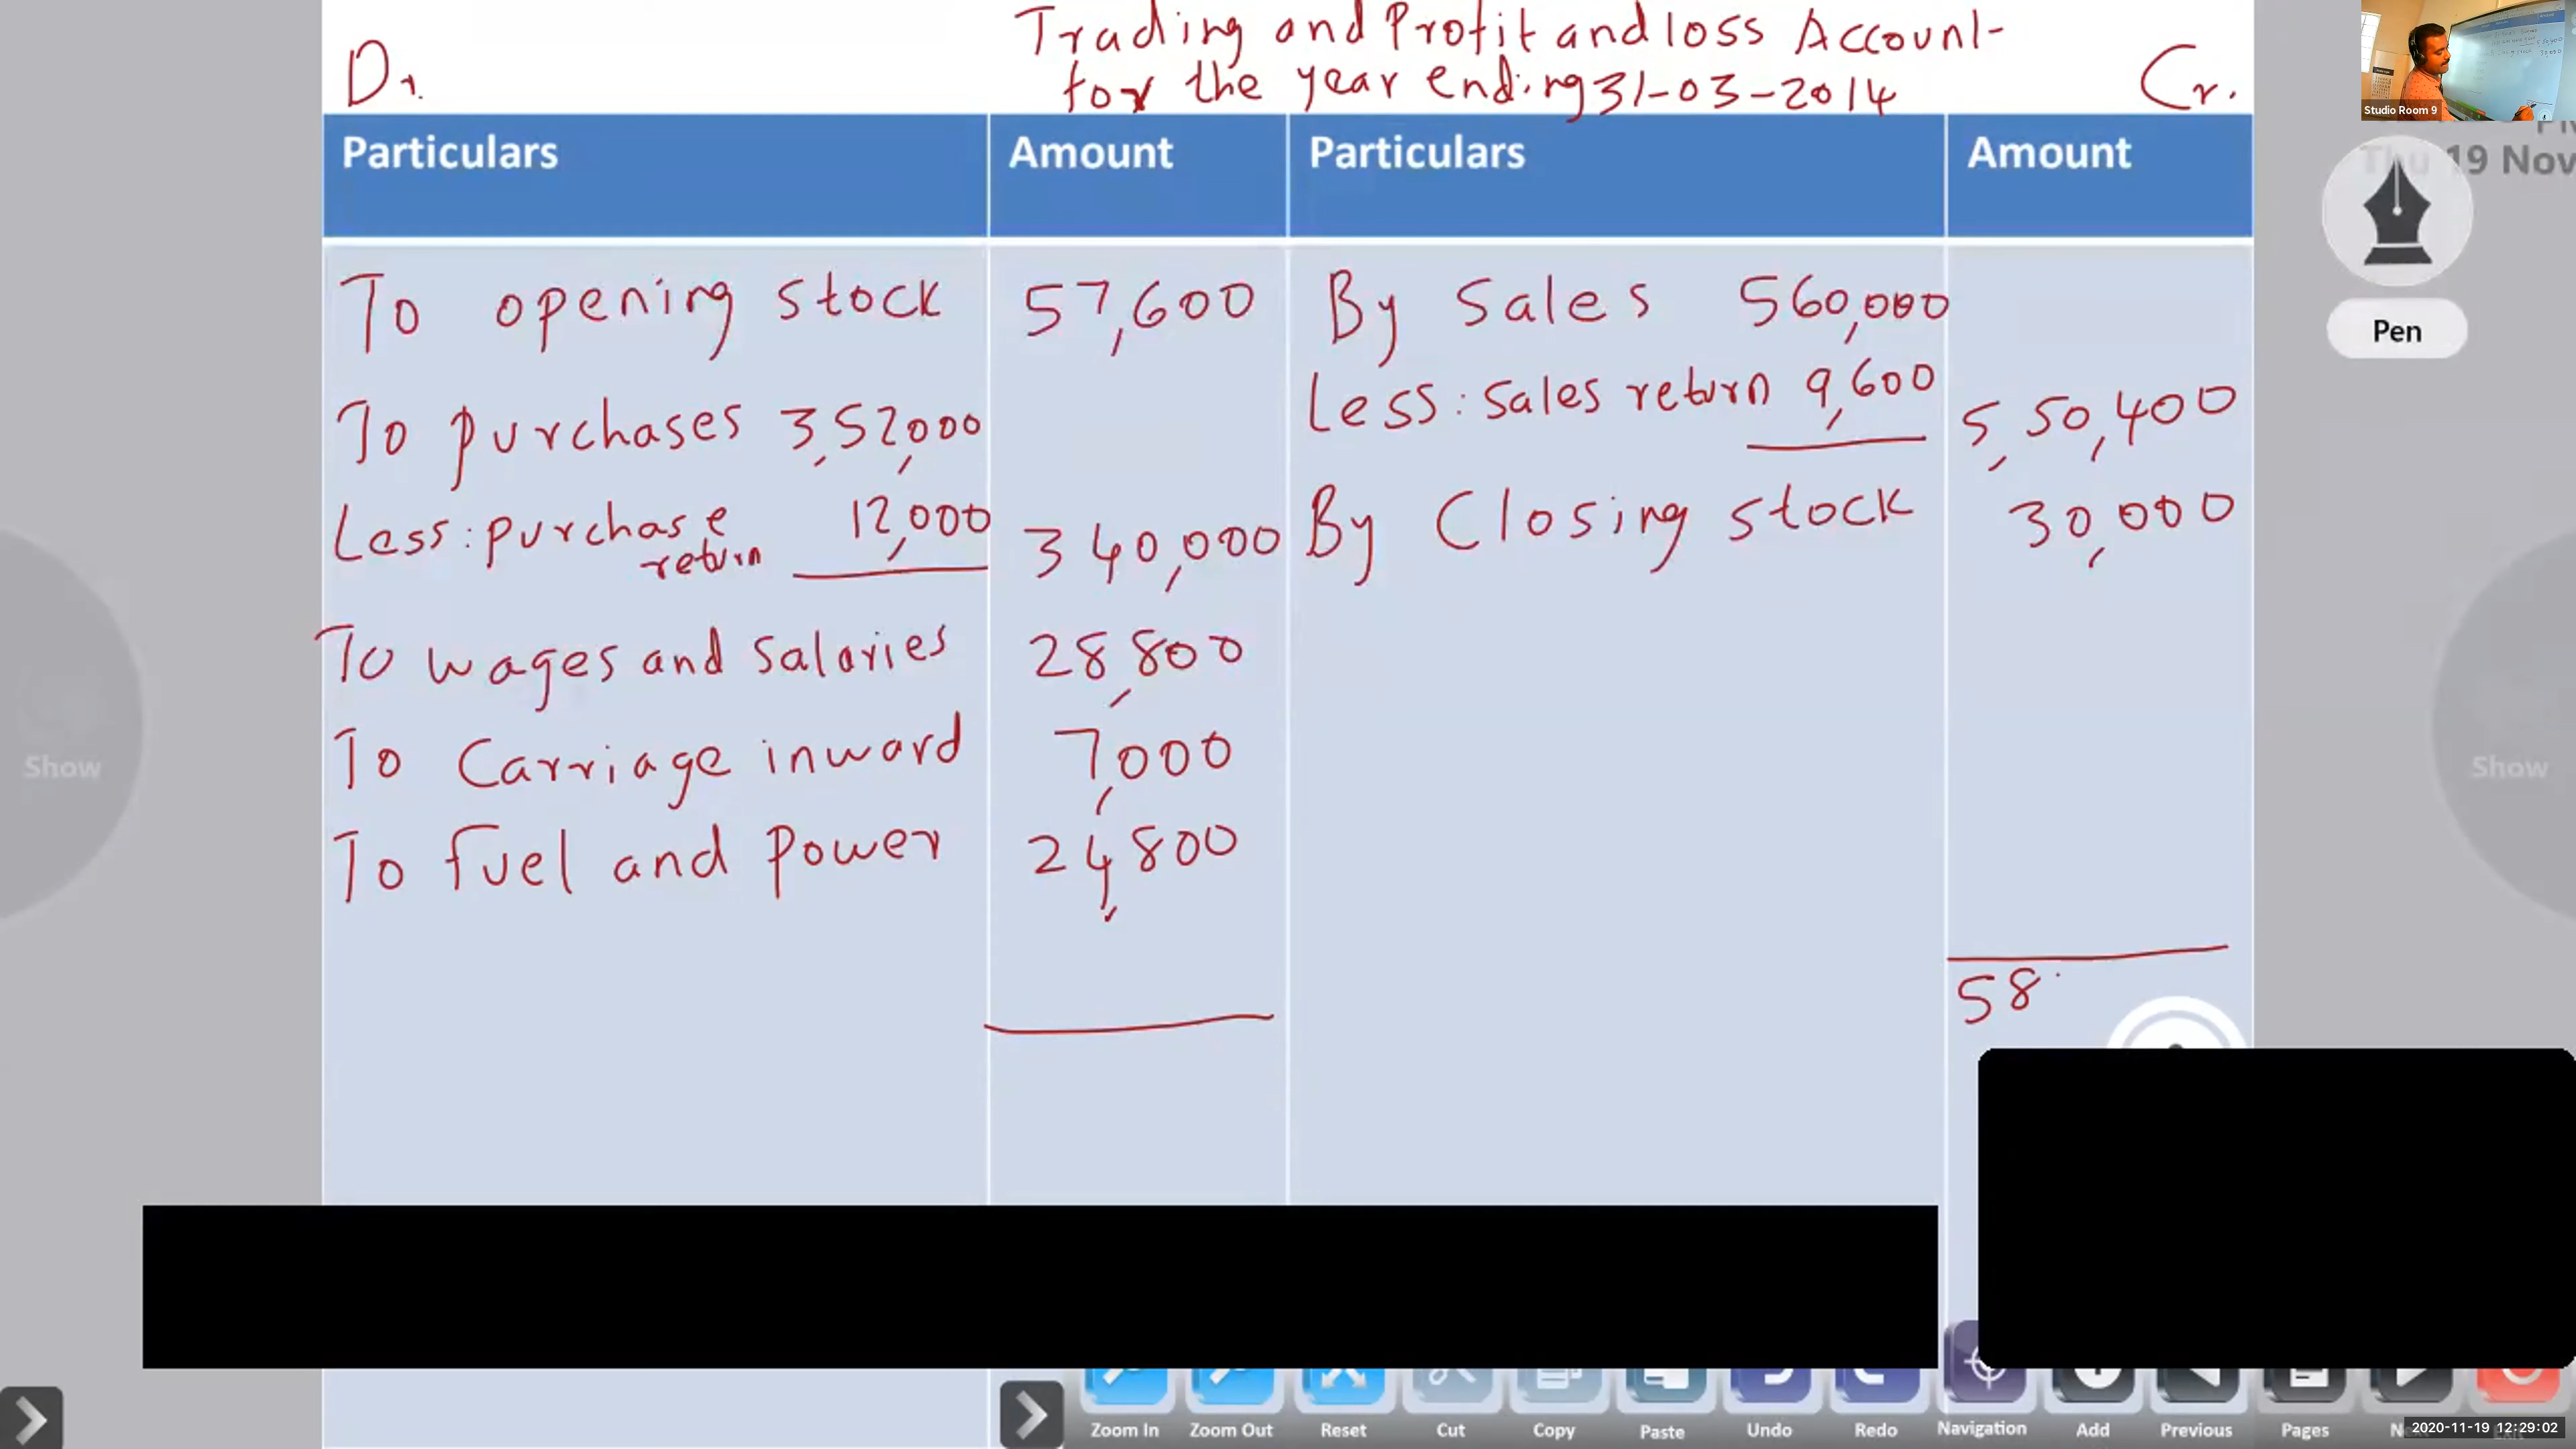 Trading and Profit and loss Account
Dr.
for the year ending 31-03-2014
Cr.
Studio Room 9
Thu 19 Nov
Particulars Amount Particulars Amount
Pen
To opening stock 57,600 By Sales 560,000
Less: Sales return 9,600 5,50,400
To purchases 3,52,000
Less: purchase return 12,000 340,000 By Closing stock 30,000
To wages and salaries 28,800
To Carriage inward 7,000
Show
Show
To fuel and power 24,800
58
Zoom In Zoom Out Reset Cut Copy Paste Undo Redo Navigation Add Previous Pages
2020-11-19 12:29:02